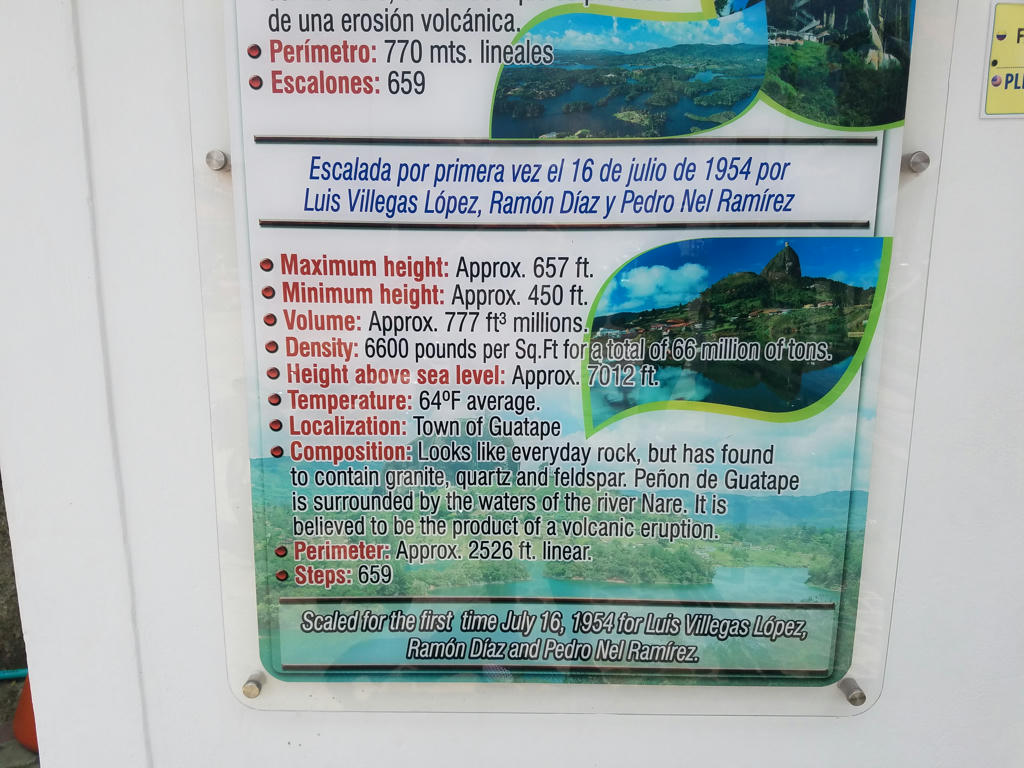 de una erosión volcánica.
Perímetro: 770 mts. lineales
Escalones: 659
Escalada por primera vez el 16 de julio de 1954 por
Luis Villegas López, Ramón Díaz y Pedro Nel Ramírez
Maximum height: Approx. 657 ft.
Minimum height: Approx. 450 ft.
Volume: Approx. 777 ft³ millions.
Density: 6600 pounds per Sq.Ft for a total of 66 million of tons.
Height above sea level: Approx. 7012 ft.
Temperature: 64ºF average.
Localization: Town of Guatape
Composition: Looks like everyday rock, but has found
to contain granite, quartz and feldspar. Peñon de Guatape
is surrounded by the waters of the river Nare. It is
believed to be the product of a volcanic eruption.
Perimeter: Approx. 2526 ft. linear.
Steps: 659
Scaled for the first time July 16, 1954 for Luis Villegas López,
Ramón Díaz and Pedro Nel Ramírez.